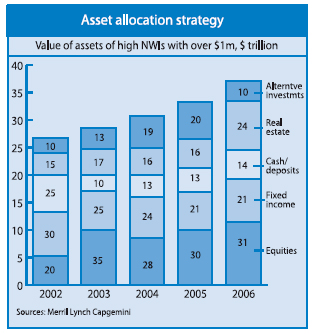 Asset allocation strategy
Value of assets of high NWIs with over $1m, $ trillion
40
35
30
25
20
15
10
5
0
10
15
25
30
20
13
17
10
25
35
19
16
13
24
28
20
16
13
21
30
10
24
14
21
31
Alterntve
Investmts
Real
estate
Cash/
deposits
Fixed
income
Equities
2002 2003 2004 2005 2006
Sources: Merril Lynch Capgemini